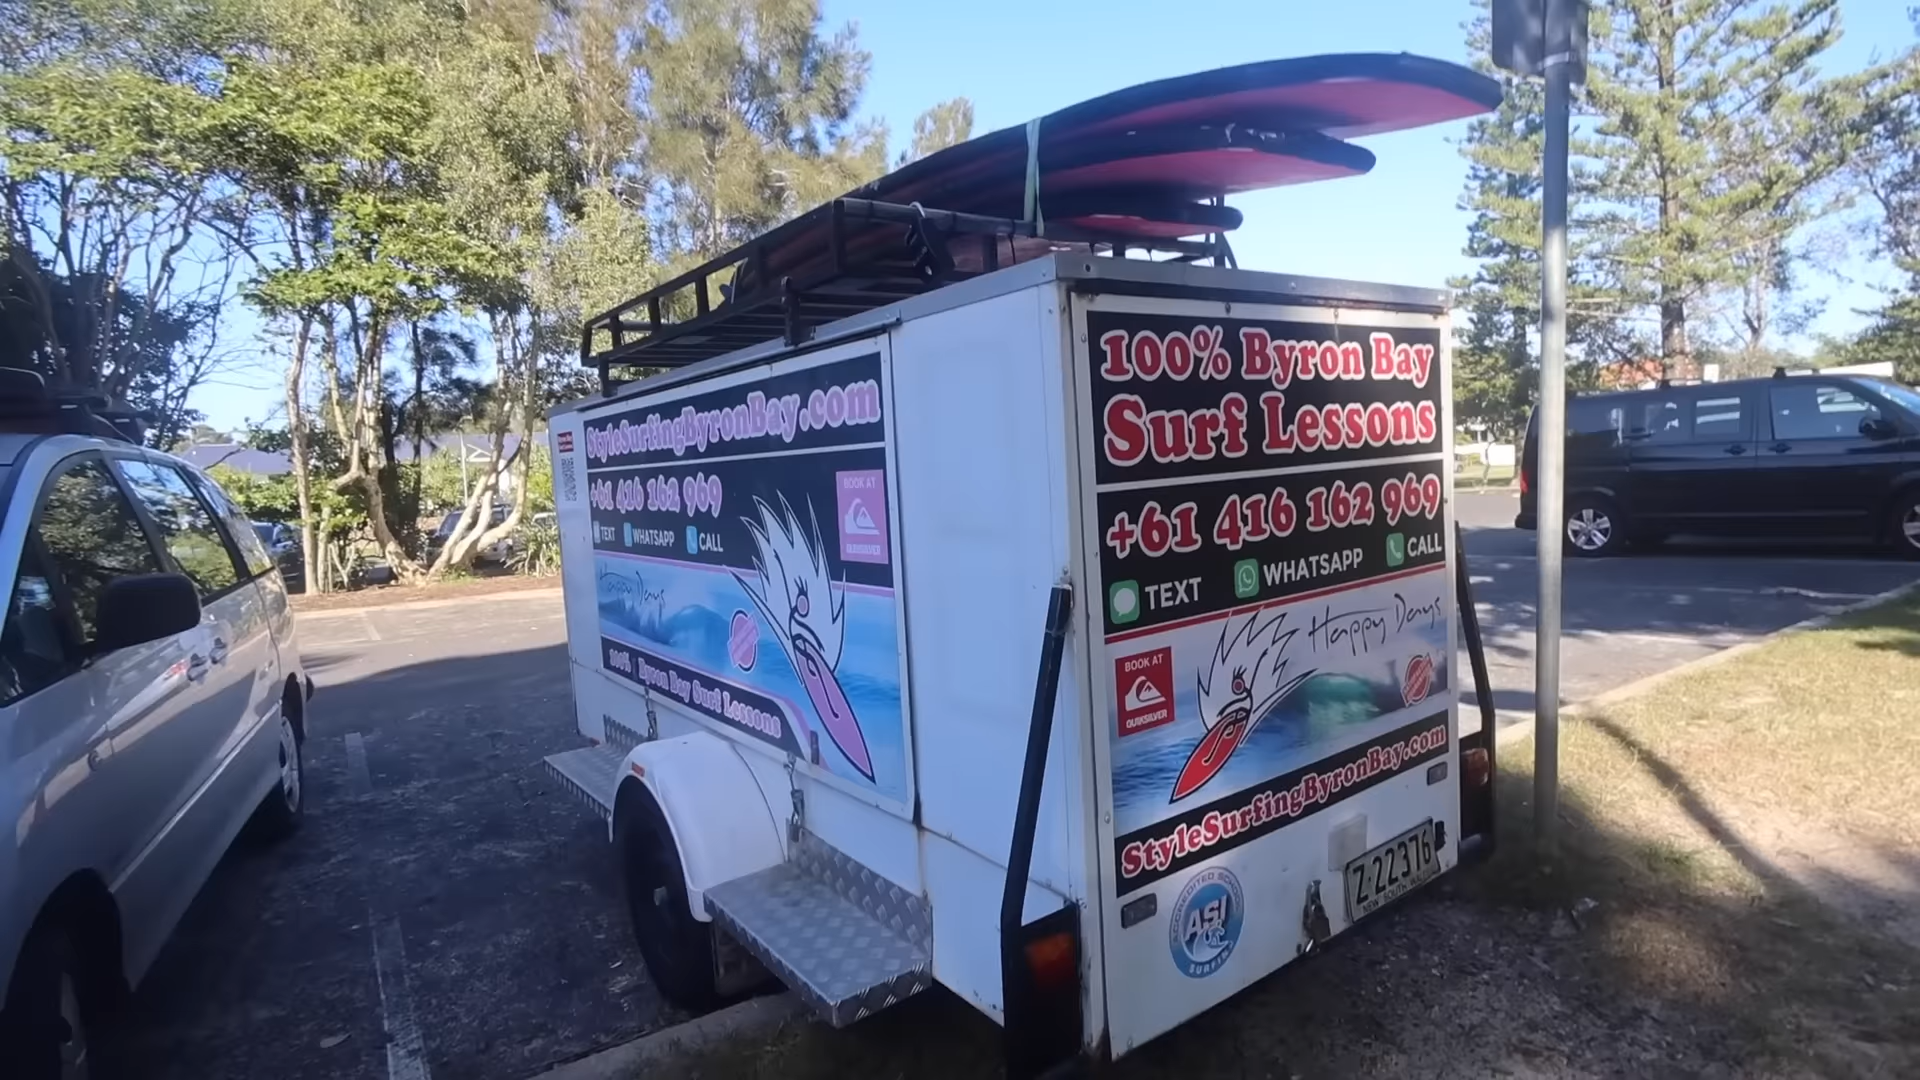 StyleSurfingByronBay.com
+61 416 162 969
TEXT WHATSAPP CALL
BOOK AT
QUIKSILVER
Happy Days
100% Byron Bay Surf Lessons
100% Byron Bay
Surf Lessons
+61 416 162 969
TEXT WHATSAPP CALL
Happy Days
BOOK AT
QUIKSILVER
StyleSurfingByronBay.com
ACCREDITED SCHOOL
ASI
SURFING
Z·22376
NEW SOUTH WALES